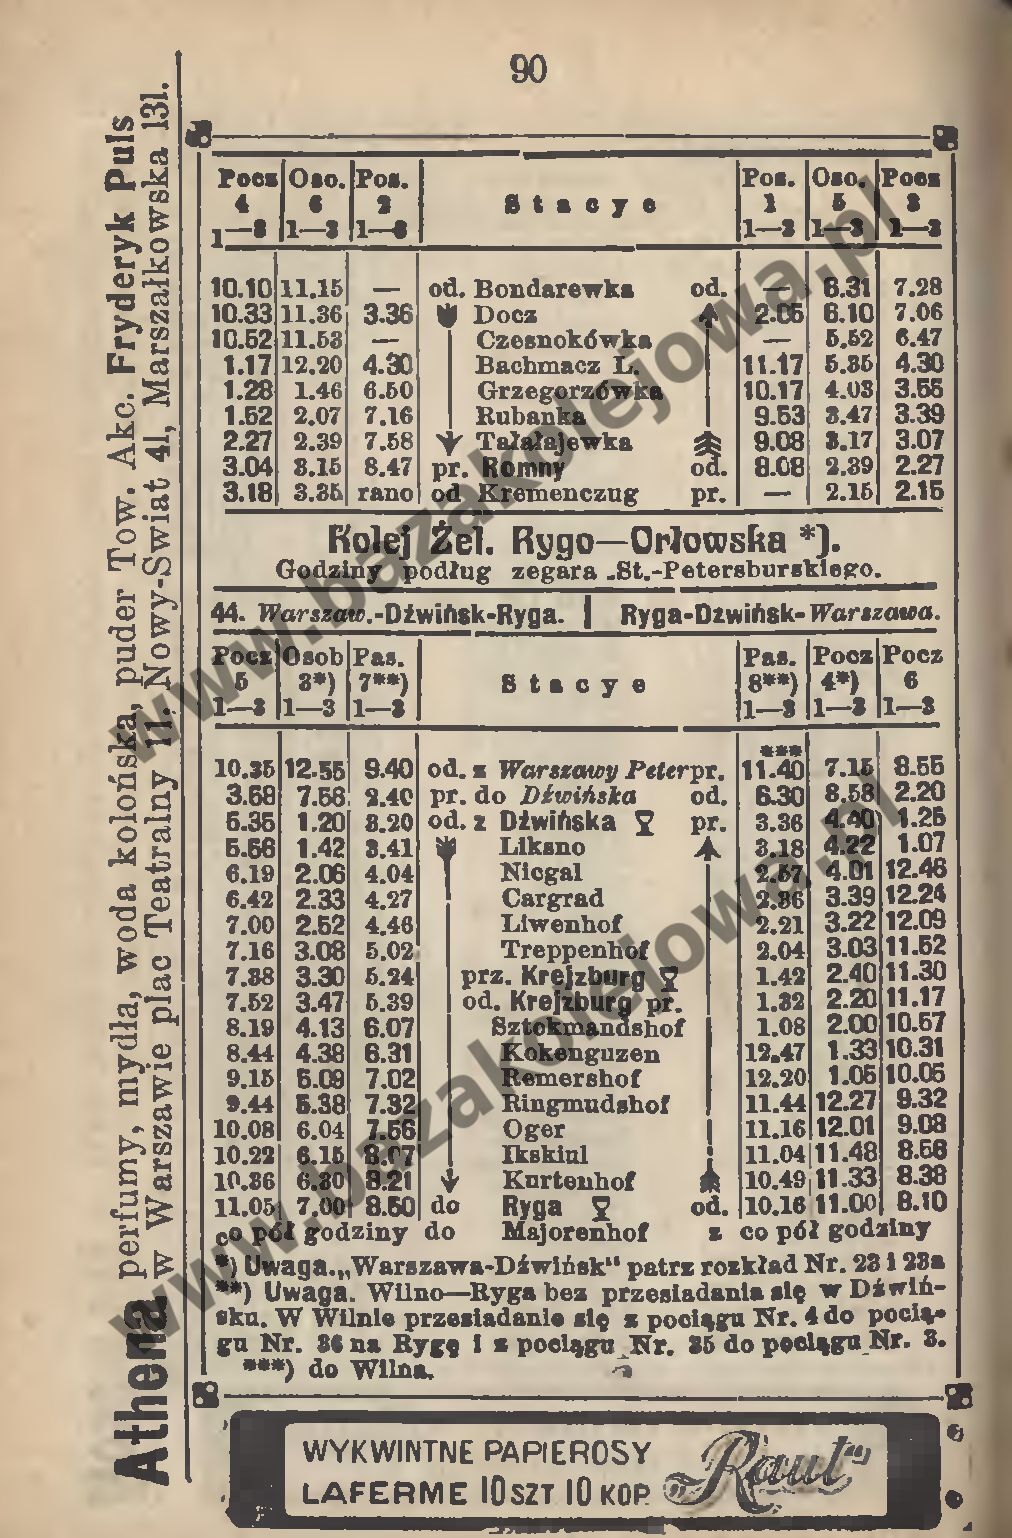 90
Athena perfumy, mydła, woda kolońska, puder Tow. Akc. Fryderyk Puls
w Warszawie plac Teatralny 11. Nowy-Swiat 41, Marszałkowska 131.
Pocz Oso. Pos. Stacye Pos. Oso. Pocz
4 6 2 1 5 3
1—3 1—3 1—3 1—3 1—3 1—3
10.10 11.15 — od. Bondarewka od. — 6.31 7.28
10.33 11.36 3.36 Docz 2.05 6.10 7.06
10.52 11.53 — Czesnokówka — 5.52 6.47
1.17 12.20 4.30 Bachmacz L. 11.17 5.35 4.30
1.28 1.46 6.50 Grzegorzówka 10.17 4.03 3.55
1.52 2.07 7.16 Rubanka 9.53 3.47 3.39
2.27 2.39 7.58 Tałałajewka 9.08 3.17 3.07
3.04 3.15 8.47 pr. Romny od. 8.08 2.39 2.27
3.18 3.35 rano od Kremenczug pr. — 2.15 2.15
Kolej Żel. Rygo—Orłowska *).
Godziny podług zegara .St.-Petersburskiego.
44. Warszaw.-Dźwińsk-Ryga. | Ryga-Dźwińsk-Warszawa.
Pocz Osob Pas. Stacye Pas. Pocz Pocz
5 3*) 7**) 8**) 4*) 6
1—3 1—3 1—3 1—3 1—3 1—3
***
10.35 12.55 9.40 od. z Warszawy Peter pr. 11.40 7.15 8.55
3.58 7.58 2.40 pr. do Dźwińska od. 6.30 8.58 2.20
5.35 1.20 3.20 od. z Dźwińska pr. 3.36 4.40 1.25
5.56 1.42 3.41 Liksno 3.18 4.22 1.07
6.19 2.06 4.04 Nicgal 2.57 4.01 12.46
6.42 2.33 4.27 Cargrad 2.36 3.39 12.24
7.00 2.52 4.46 Liwenhof 2.21 3.22 12.09
7.16 3.08 5.02 Treppenhof 2.04 3.03 11.52
7.38 3.30 5.24 prz. Krejzburg 1.42 2.40 11.30
7.52 3.47 5.39 od. Krejzburg pr. 1.32 2.20 11.17
8.19 4.13 6.07 Sztokmandshof 1.08 2.00 10.57
8.44 4.38 6.31 Kokenguzen 12.47 1.33 10.31
9.15 5.09 7.02 Remershof 12.20 1.05 10.05
9.44 5.38 7.32 Ringmudshof 11.44 12.27 9.32
10.08 6.04 7.56 Oger 11.16 12.01 9.08
10.22 6.15 8.07 Ikskiul 11.04 11.48 8.58
10.36 6.30 8.21 Kurtenhof 10.49 11.33 8.38
11.05 7.00 8.50 do Ryga od. 10.16 11.00 8.10
co pół godziny do Majorenhof z co pół godziny
*) Uwaga.„Warszawa-Dźwińsk“ patrz rozkład Nr. 23 i 23a
**) Uwaga. Wilno—Ryga bez przesiadania się w Dźwiń-
sku. W Wilnie przesiadanie się z pociągu Nr. 4 do pocią-
gu Nr. 36 na Rygę i z pociągu Nr. 35 do pociągu Nr. 3.
***) do Wilna.
WYKWINTNE PAPIEROSY
LAFERME 10 SZT 10 KOP.
„Raut”
www.bazakolejowa.pl
www.bazakolejowa.pl